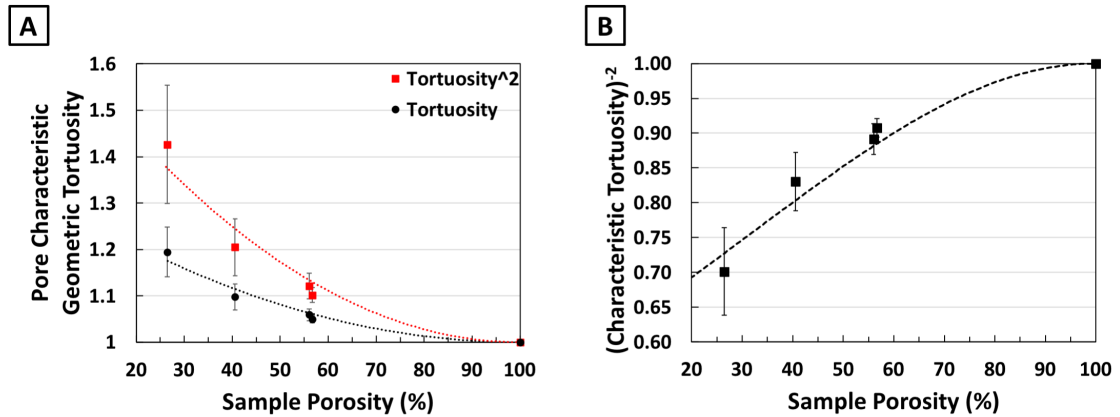 A
Pore Characteristic
Geometric Tortuosity
1.6
1.5
1.4
1.3
1.2
1.1
1
Tortuosity^2
Tortuosity
20 30 40 50 60 70 80 90 100
Sample Porosity (%)
B
(Characteristic Tortuosity)⁻²
1.00
0.95
0.90
0.85
0.80
0.75
0.70
0.65
0.60
20 30 40 50 60 70 80 90 100
Sample Porosity (%)